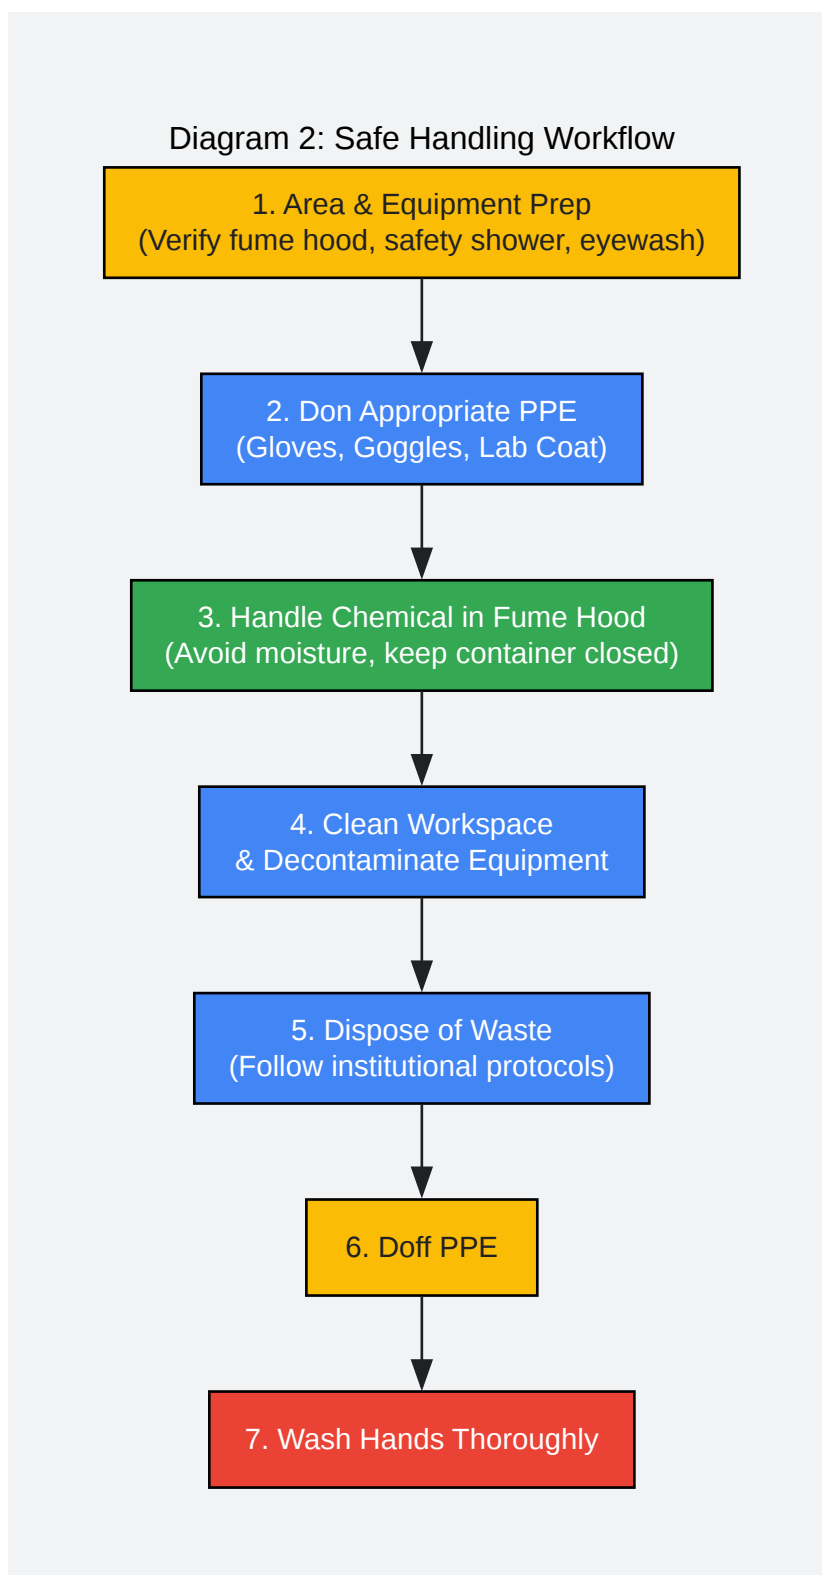 Diagram 2: Safe Handling Workflow
1. Area & Equipment Prep
(Verify fume hood, safety shower, eyewash)
2. Don Appropriate PPE
(Gloves, Goggles, Lab Coat)
3. Handle Chemical in Fume Hood
(Avoid moisture, keep container closed)
4. Clean Workspace
& Decontaminate Equipment
5. Dispose of Waste
(Follow institutional protocols)
6. Doff PPE
7. Wash Hands Thoroughly